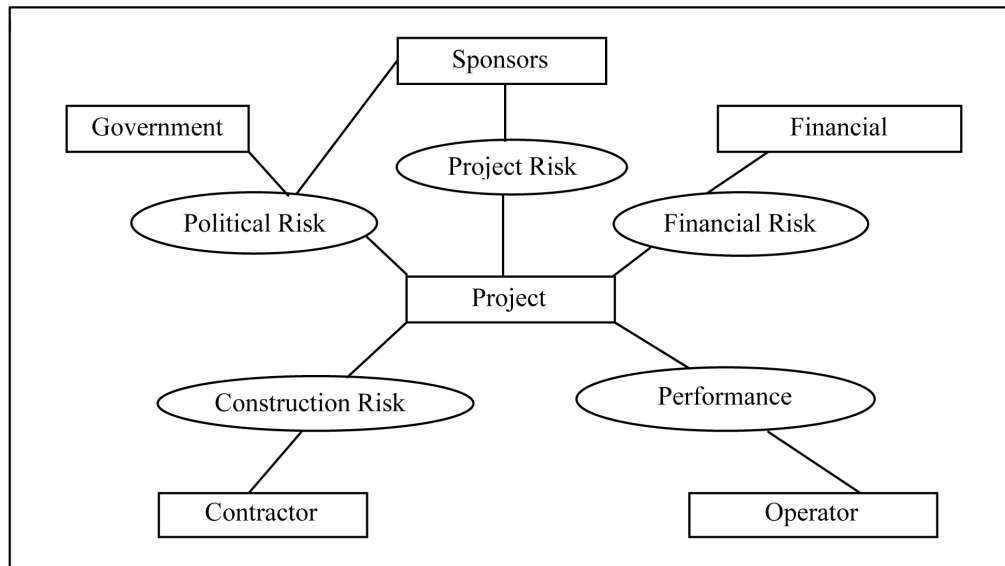 Sponsors
Government
Financial
Project Risk
Political Risk
Financial Risk
Project
Construction Risk
Performance
Contractor
Operator